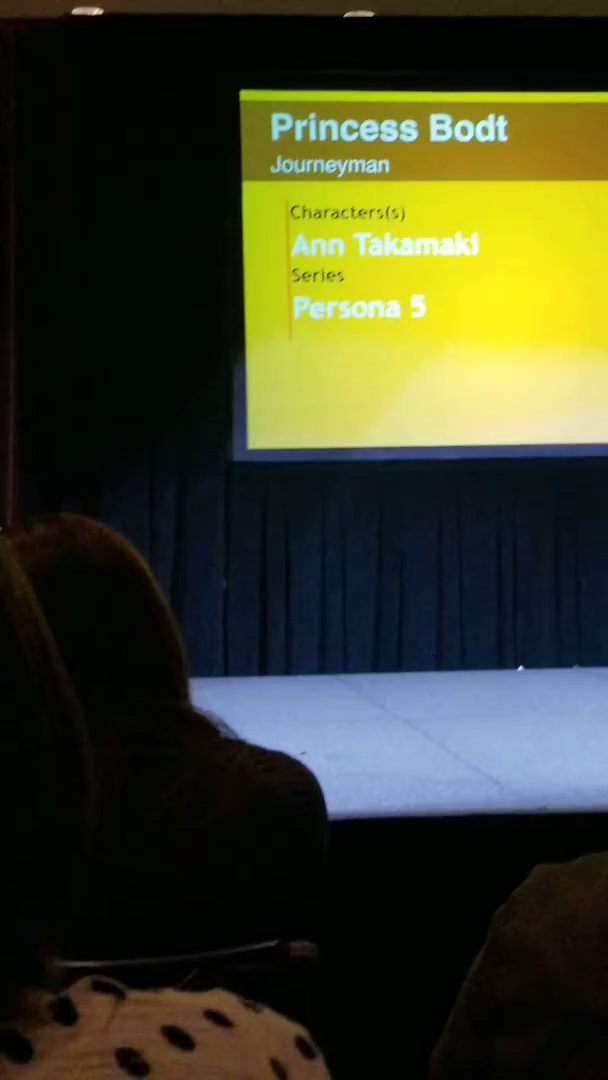 Princess Bodt
Journeyman
Characters(s)
Ann Takamaki
Series
Persona 5